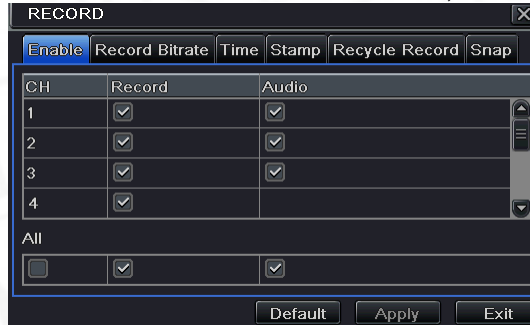 RECORD
Enable Record Bitrate Time Stamp Recycle Record Snap
CH Record Audio
1
2
3
4
All
Default Apply Exit